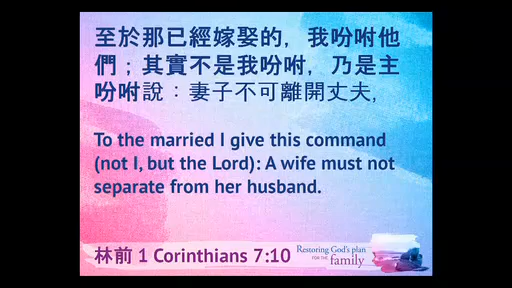 至於那已經嫁娶的，我吩咐他
們；其實不是我吩咐，乃是主
吩咐說：妻子不可離開丈夫，
To the married I give this command
(not I, but the Lord): A wife must not
separate from her husband.
林前 1 Corinthians 7:10
Restoring God's plan
FOR THE family